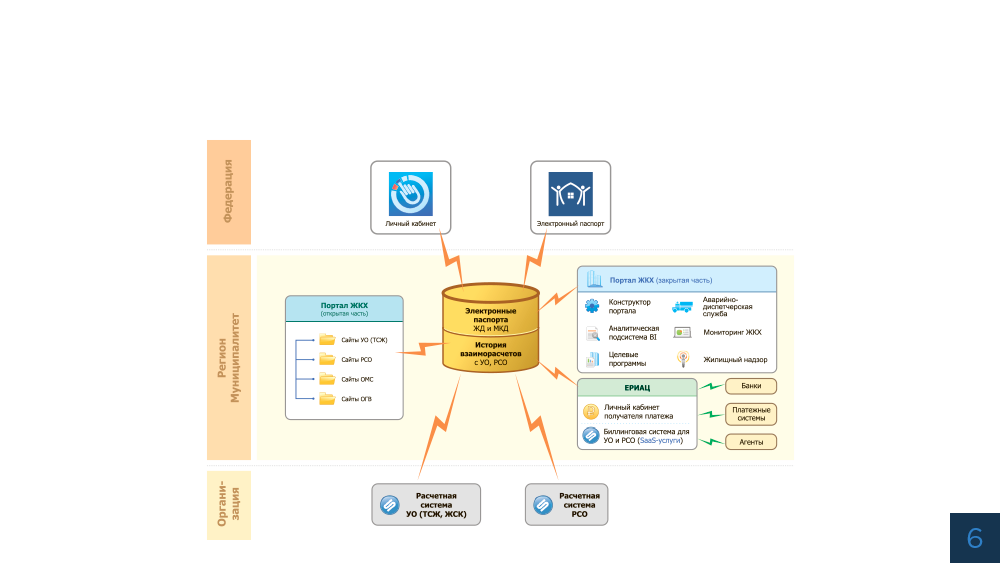 Федерация
Личный кабинет
Электронный паспорт
Регион
Муниципалитет
Портал ЖКХ
(открытая часть)
Сайты УО (ТСЖ)
Сайты РСО
Сайты ОМС
Сайты ОГВ
Электронные
паспорта
ЖД и МКД
История
взаиморасчетов
с УО, РСО
Портал ЖКХ (закрытая часть)
Конструктор
портала
Аварийно-
диспетчерская
служба
Аналитическая
подсистема BI
Мониторинг ЖКХ
Целевые
программы
Жилищный надзор
ЕРИАЦ
Личный кабинет
получателя платежа
Биллинговая система для
УО и РСО (SaaS-услуги)
Банки
Платежные
системы
Агенты
Органи-
зация
Расчетная
система
УО (ТСЖ, ЖСК)
Расчетная
система
РСО
6